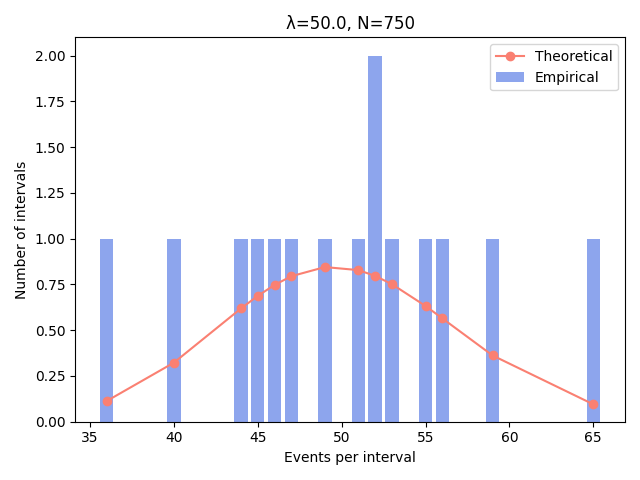 λ=50.0, N=750
Theoretical
Empirical
Number of intervals
2.00
1.75
1.50
1.25
1.00
0.75
0.50
0.25
0.00
35 40 45 50 55 60 65
Events per interval